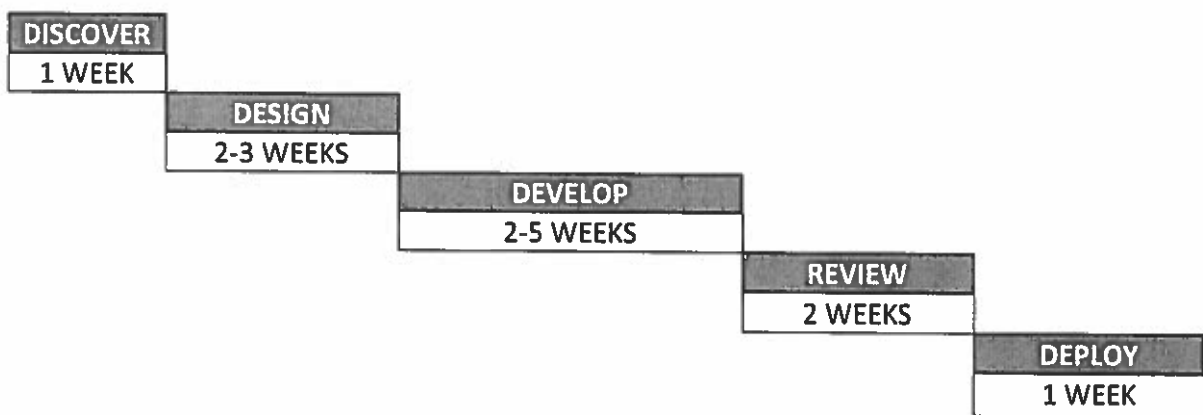 DISCOVER
1 WEEK
DESIGN
2-3 WEEKS
DEVELOP
2-5 WEEKS
REVIEW
2 WEEKS
DEPLOY
1 WEEK